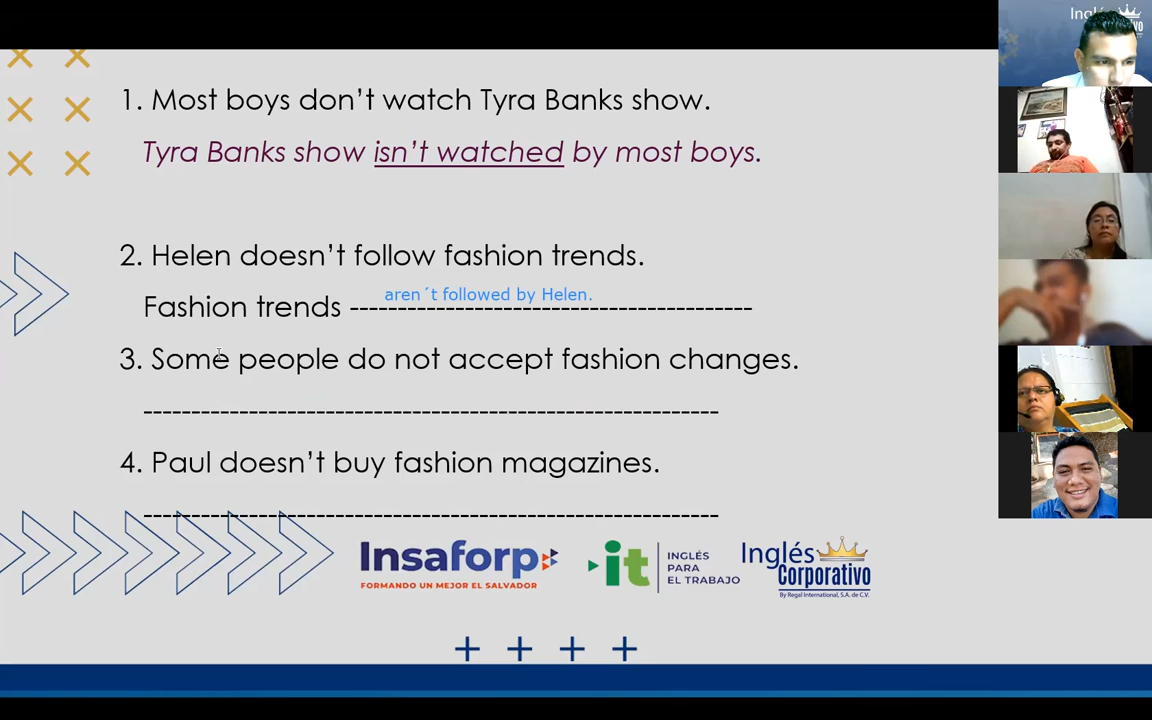 1. Most boys don't watch Tyra Banks show.
Tyra Banks show isn't watched by most boys.
2. Helen doesn't follow fashion trends.
aren´t followed by Helen.
Fashion trends ------------------------------------------
3. Some people do not accept fashion changes.
------------------------------------------------------------
4. Paul doesn't buy fashion magazines.
------------------------------------------------------------
Insaforp
FORMANDO UN MEJOR EL SALVADOR
it
INGLÉS
PARA
EL TRABAJO
Inglés
Corporativo
By Regal International, S.A. de C.V.